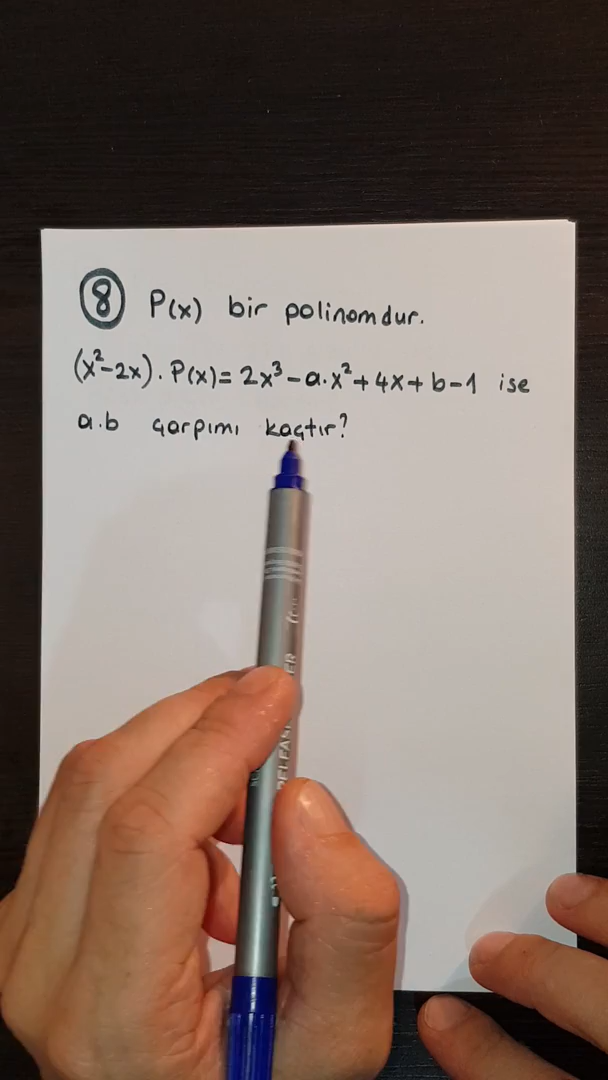 8 P(x) bir polinomdur.
(x²-2x) . P(x) = 2x³ - a.x² + 4x + b - 1 ise
a.b çarpımı kaçtır?